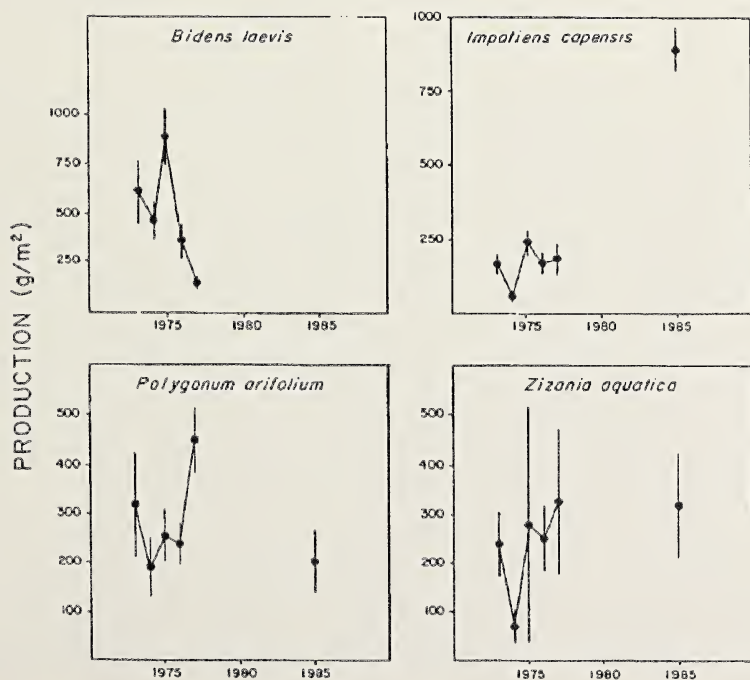 PRODUCTION (g/m²)
Bidens laevis
1000
750
500
250
1975 1980 1985
Impatiens capensis
1000
750
500
250
1975 1980 1985
Polygonum arifolium
500
400
300
200
100
1975 1980 1985
Zizania aquatica
500
400
300
200
100
1975 1980 1985